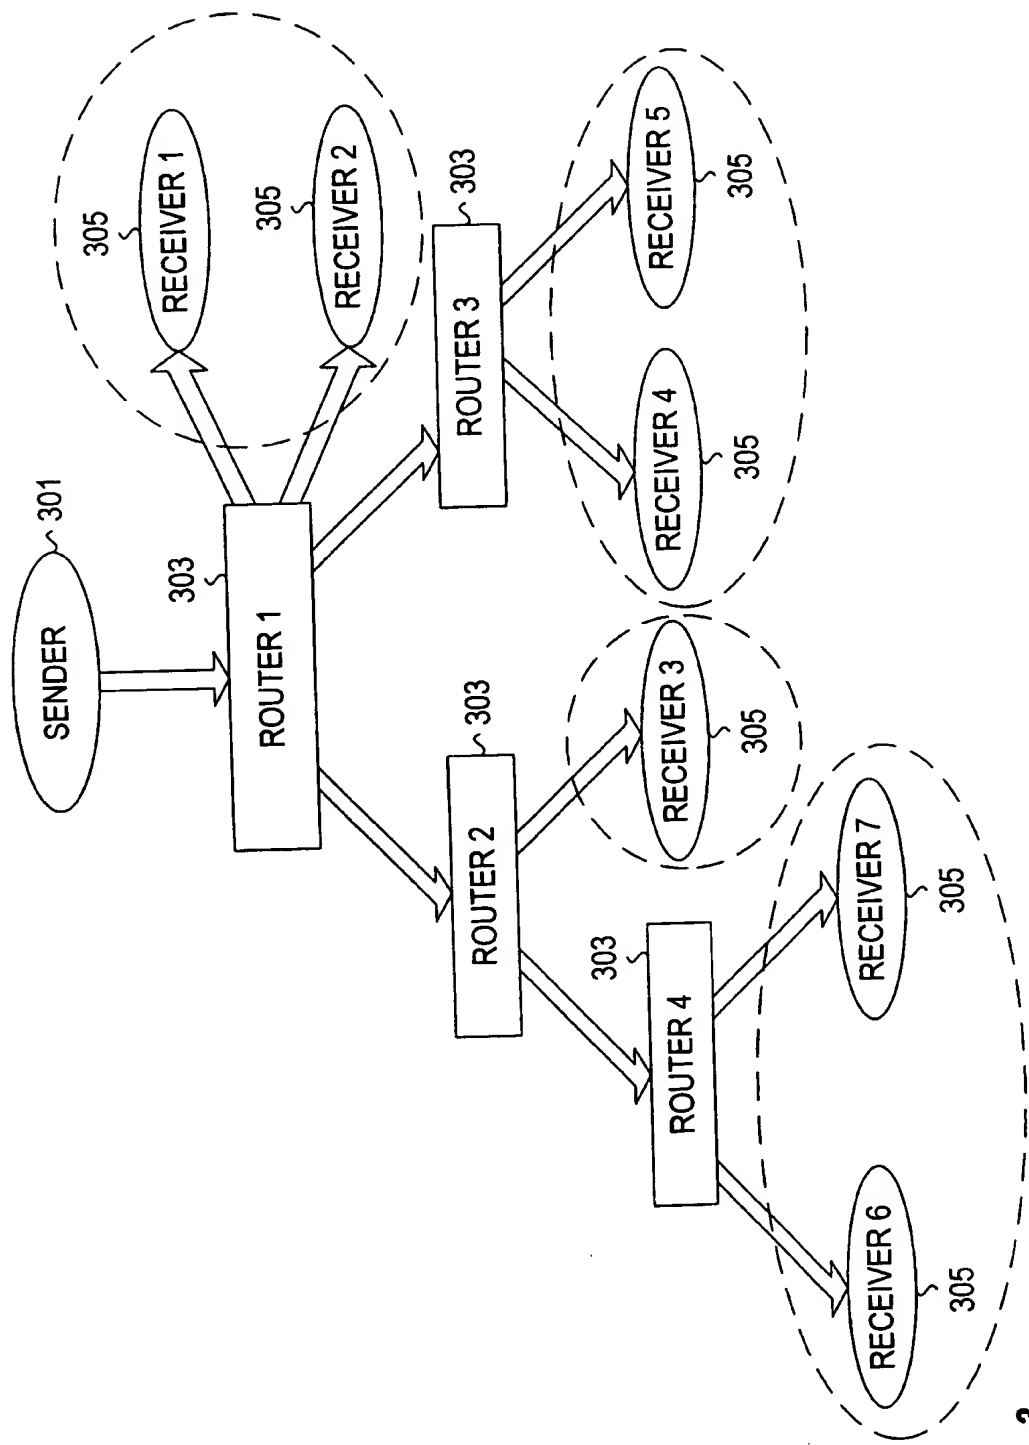 SENDER
301
305
RECEIVER 1
303
ROUTER 1
305
RECEIVER 2
ROUTER 2
303
ROUTER 3
303
303
ROUTER 4
RECEIVER 3
305
RECEIVER 4
305
RECEIVER 5
305
RECEIVER 6
305
RECEIVER 7
305